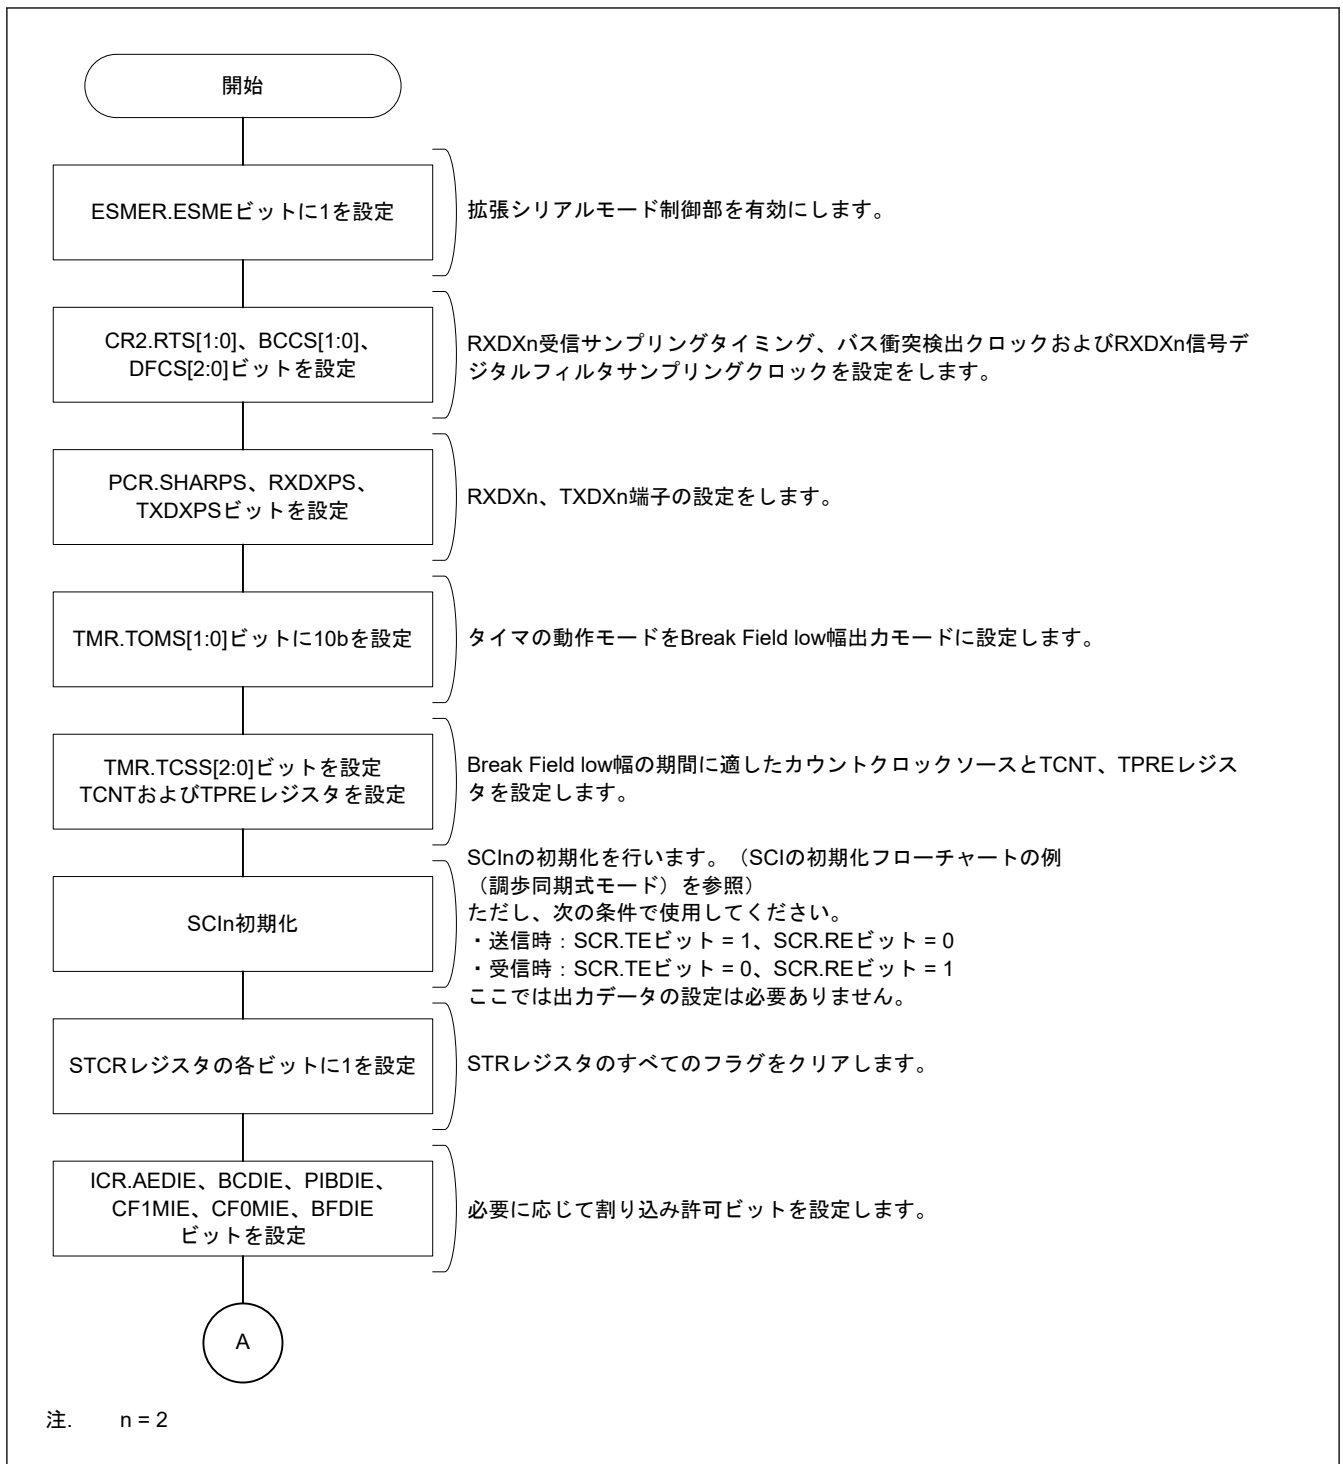 開始
ESMER.ESMEビットに1を設定
拡張シリアルモード制御部を有効にします。
CR2.RTS[1:0]、BCCS[1:0]、
DFCS[2:0]ビットを設定
RXDXn受信サンプリングタイミング、バス衝突検出クロックおよびRXDXn信号デ
ジタルフィルタサンプリングクロックを設定をします。
PCR.SHARPS、RXDXPS、
TXDXPSビットを設定
RXDXn、TXDXn端子の設定をします。
TMR.TOMS[1:0]ビットに10bを設定
タイマの動作モードをBreak Field low幅出力モードに設定します。
TMR.TCSS[2:0]ビットを設定
TCNTおよびTPREレジスタを設定
Break Field low幅の期間に適したカウントクロックソースとTCNT、TPREレジス
タを設定します。
SCIn初期化
SCInの初期化を行います。（SCIの初期化フローチャートの例
（調歩同期式モード）を参照）
ただし、次の条件で使用してください。
・送信時：SCR.TEビット = 1、SCR.REビット = 0
・受信時：SCR.TEビット = 0、SCR.REビット = 1
ここでは出力データの設定は必要ありません。
STCRレジスタの各ビットに1を設定
STRレジスタのすべてのフラグをクリアします。
ICR.AEDIE、BCDIE、PIBDIE、
CF1MIE、CF0MIE、BFDIE
ビットを設定
必要に応じて割り込み許可ビットを設定します。
A
注. n = 2